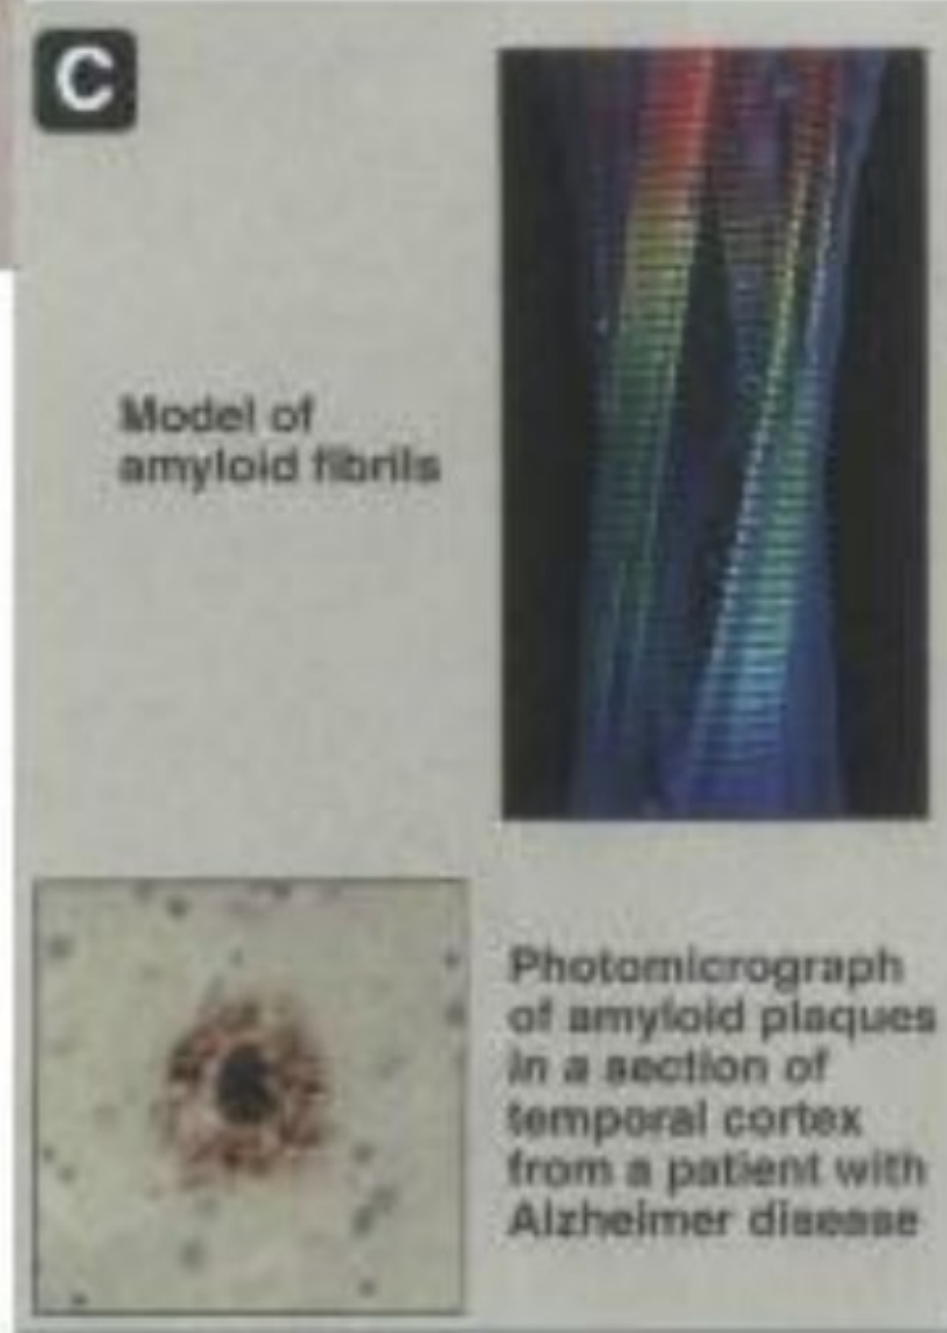 C
Model of
amyloid fibrils
Photomicrograph
of amyloid plaques
in a section of
temporal cortex
from a patient with
Alzheimer disease